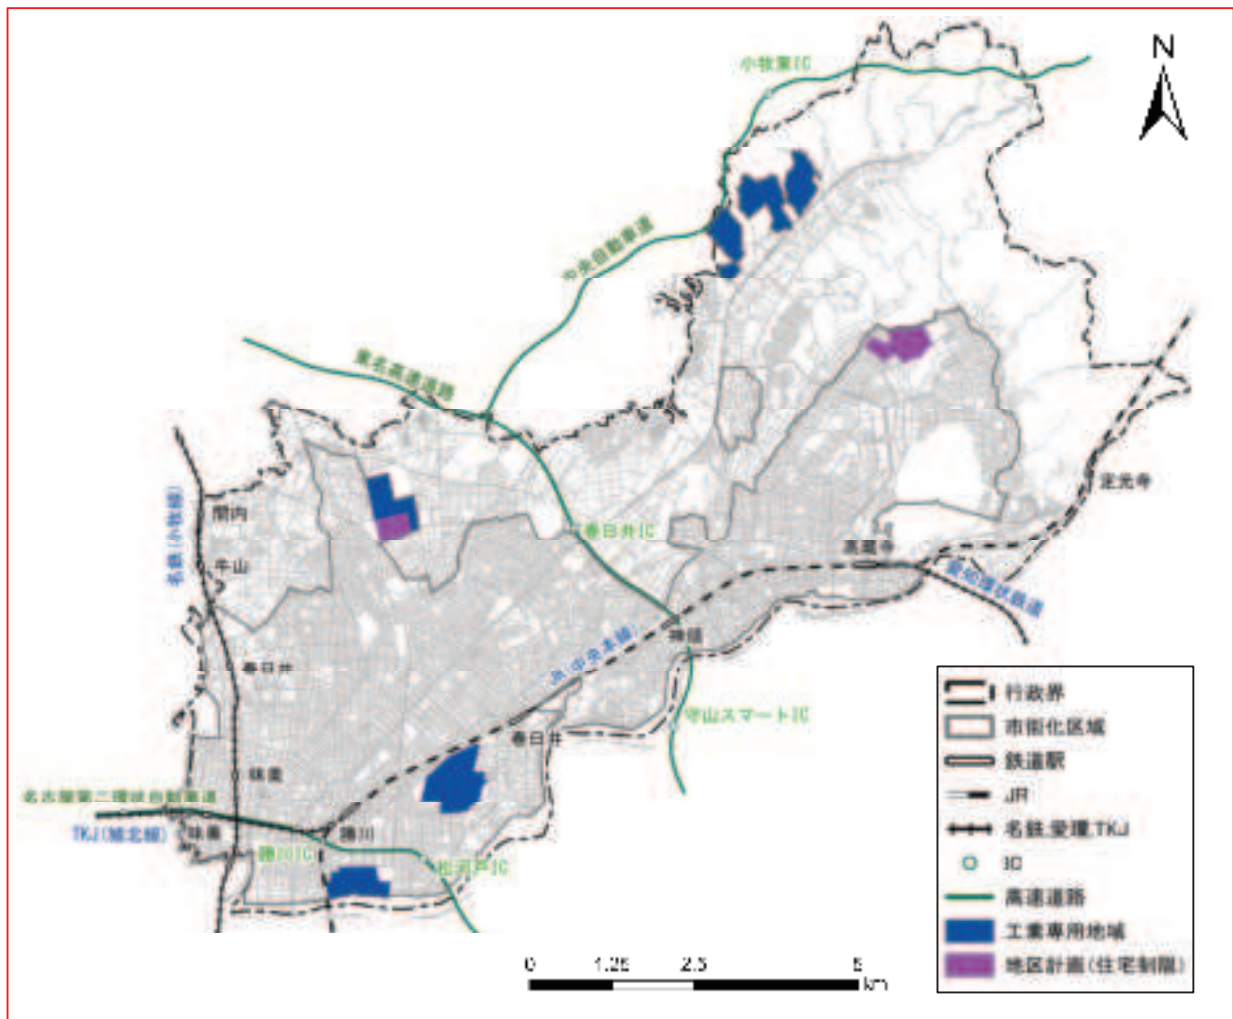 N
小牧東IC
中央自動車道
東名高速道路
名鉄(小牧線)
間内
牛山
春日井IC
高蔵寺
定光寺
愛知環状鉄道
神領
JR(中央本線)
春日井
守山スマートIC
春日井
味美
名古屋第二環状自動車道
TKJ(城北線)
味美
勝川
勝川IC
松河戸IC
行政界
市街化区域
鉄道駅
JR
名鉄,愛環,TKJ
IC
高速道路
工業専用地域
地区計画(住宅制限)
0 1.25 2.5 5
km